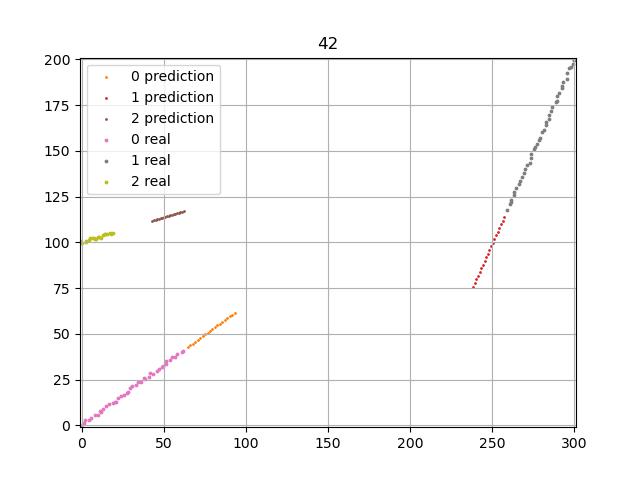 42
200
175
150
125
100
75
50
25
0
0 prediction
1 prediction
2 prediction
0 real
1 real
2 real
0 50 100 150 200 250 300